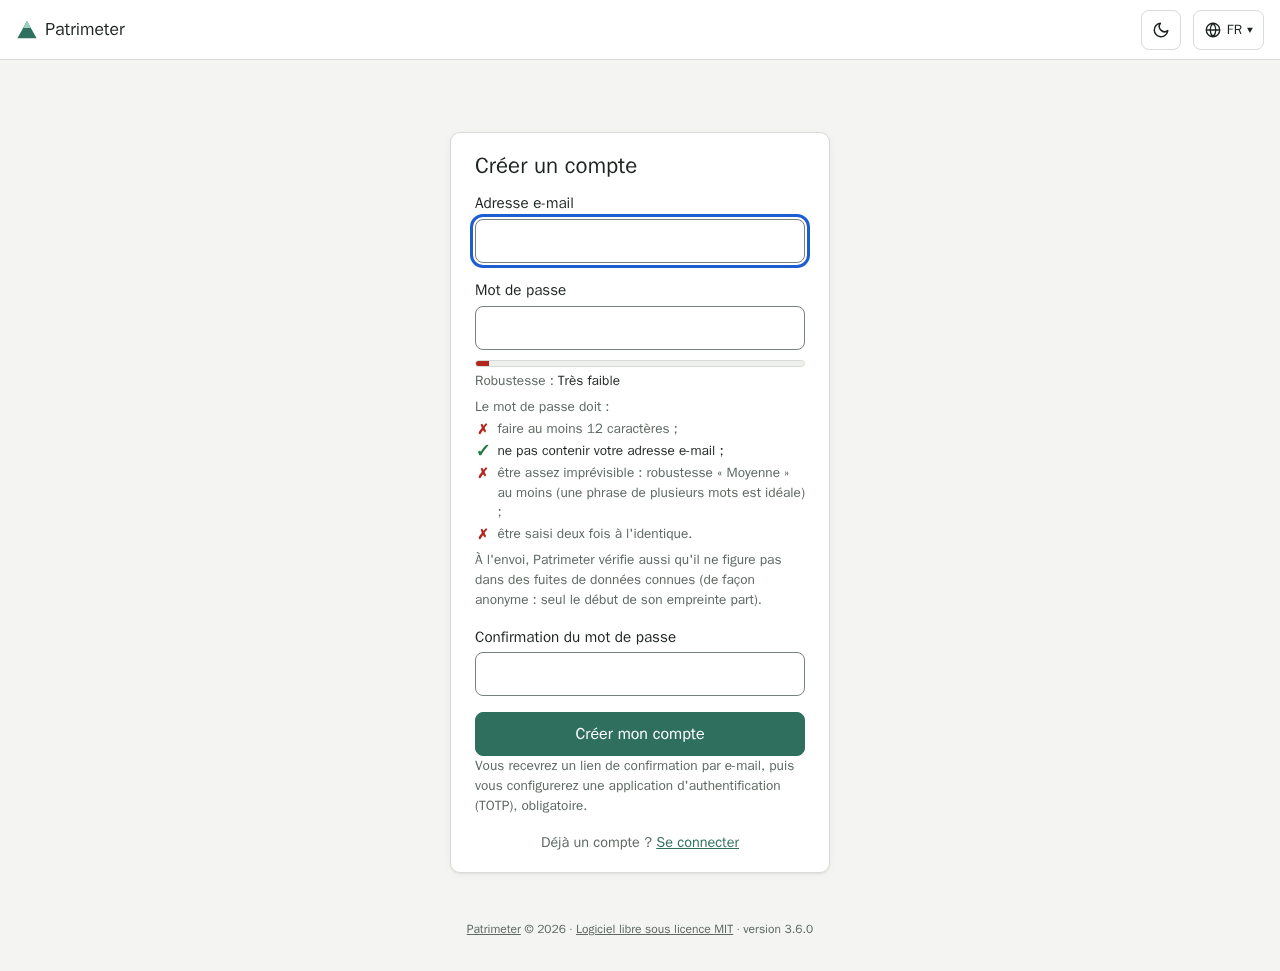 Patrimeter
FR ▾
Créer un compte
Adresse e-mail
Mot de passe
Robustesse : Très faible
Le mot de passe doit :
✗ faire au moins 12 caractères ;
✓ ne pas contenir votre adresse e-mail ;
✗ être assez imprévisible : robustesse « Moyenne »
au moins (une phrase de plusieurs mots est idéale)
;
✗ être saisi deux fois à l'identique.
À l'envoi, Patrimeter vérifie aussi qu'il ne figure pas
dans des fuites de données connues (de façon
anonyme : seul le début de son empreinte part).
Confirmation du mot de passe
Créer mon compte
Vous recevrez un lien de confirmation par e-mail, puis
vous configurerez une application d'authentification
(TOTP), obligatoire.
Déjà un compte ? Se connecter
Patrimeter © 2026 · Logiciel libre sous licence MIT · version 3.6.0